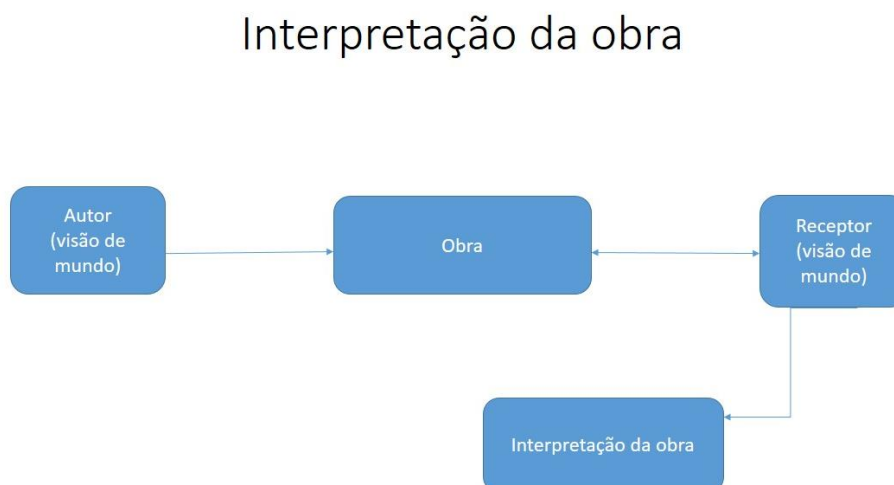 Interpretação da obra
Autor
(visão de
mundo)
Obra
Receptor
(visão de
mundo)
Interpretação da obra